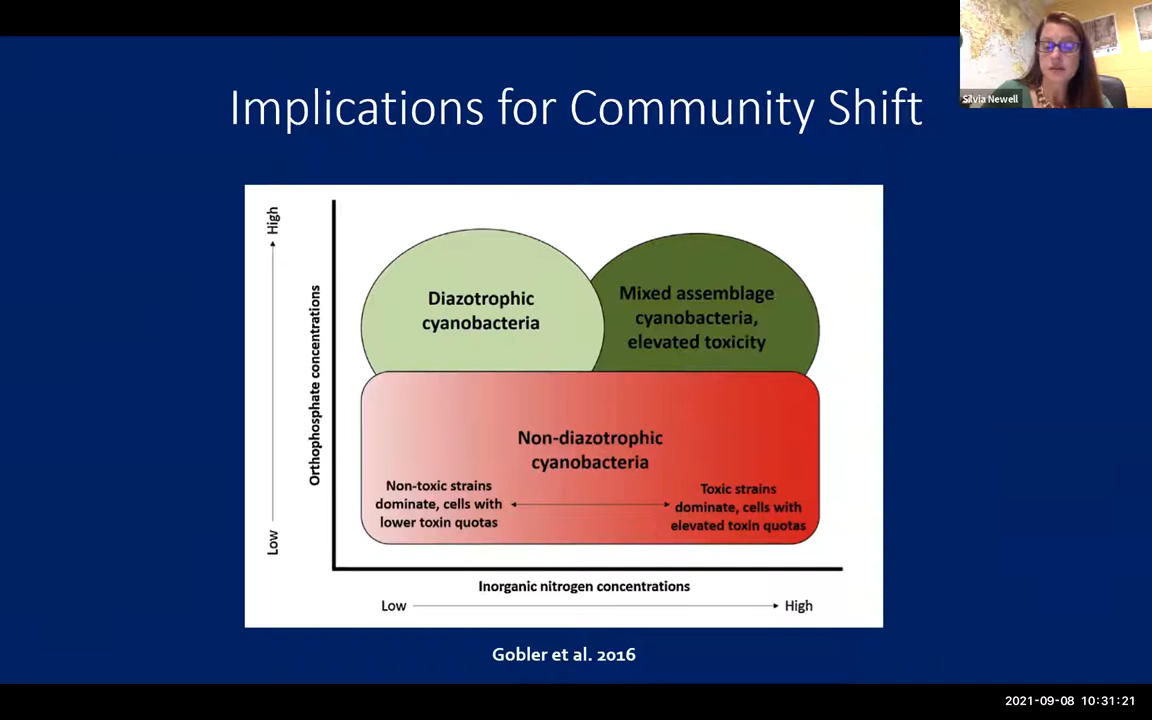 Silvia Newell
Implications for Community Shift
High
Orthophosphate concentrations
Low
Diazotrophic
cyanobacteria
Mixed assemblage
cyanobacteria,
elevated toxicity
Non-diazotrophic
cyanobacteria
Non-toxic strains
dominate, cells with
lower toxin quotas
Toxic strains
dominate, cells with
elevated toxin quotas
Inorganic nitrogen concentrations
Low
High
Gobler et al. 2016
2021-09-08 10:31:21